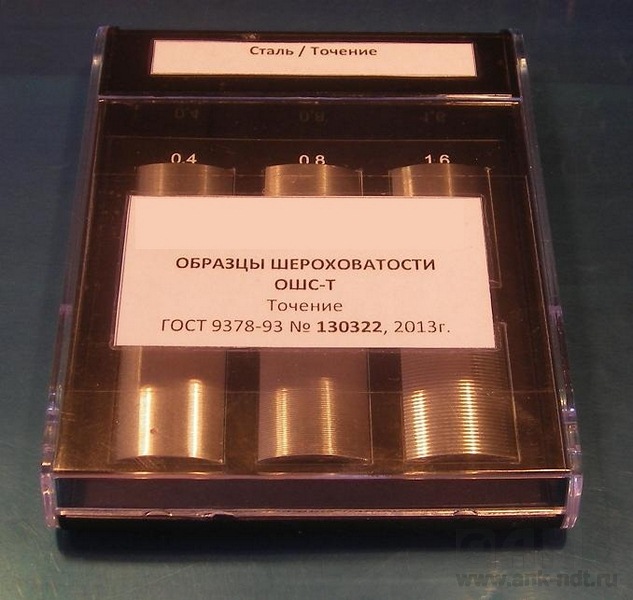 Сталь / Точение
0.4 0.8 1.6
ОБРАЗЦЫ ШЕРОХОВАТОСТИ
ОШС-Т
Точение
ГОСТ 9378-93 № 130322, 2013г.
www.ank-ndt.ru